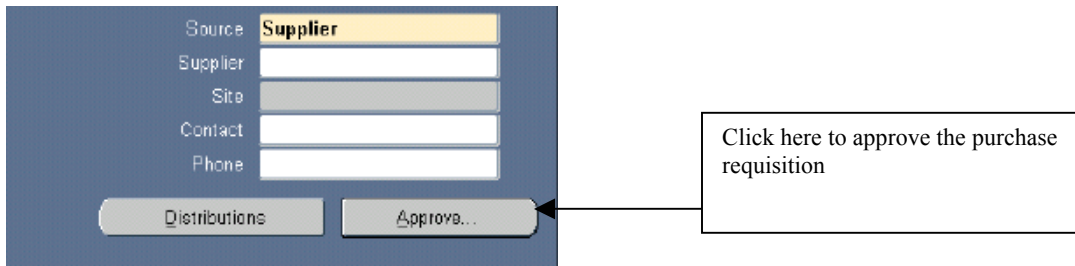 Source Supplier
Supplier
Site
Contact
Phone
Distributions Approve...
Click here to approve the purchase
requisition